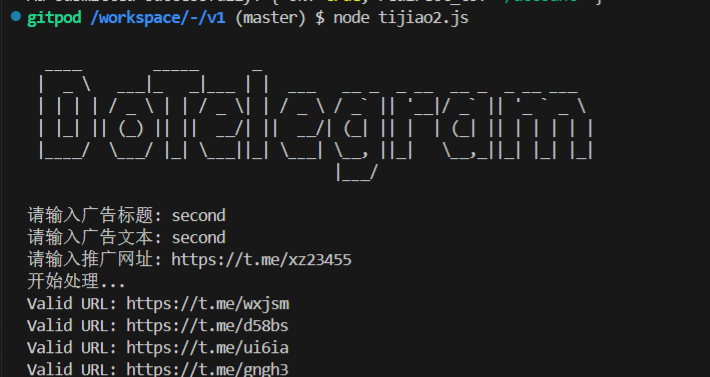 gitpod /workspace/-/v1 (master) $ node tijiao2.js
DoTelegram
请输入广告标题: second
请输入广告文本: second
请输入推广网址: https://t.me/xz23455
开始处理...
Valid URL: https://t.me/wxjsm
Valid URL: https://t.me/d58bs
Valid URL: https://t.me/ui6ia
Valid URL: https://t.me/gngh3